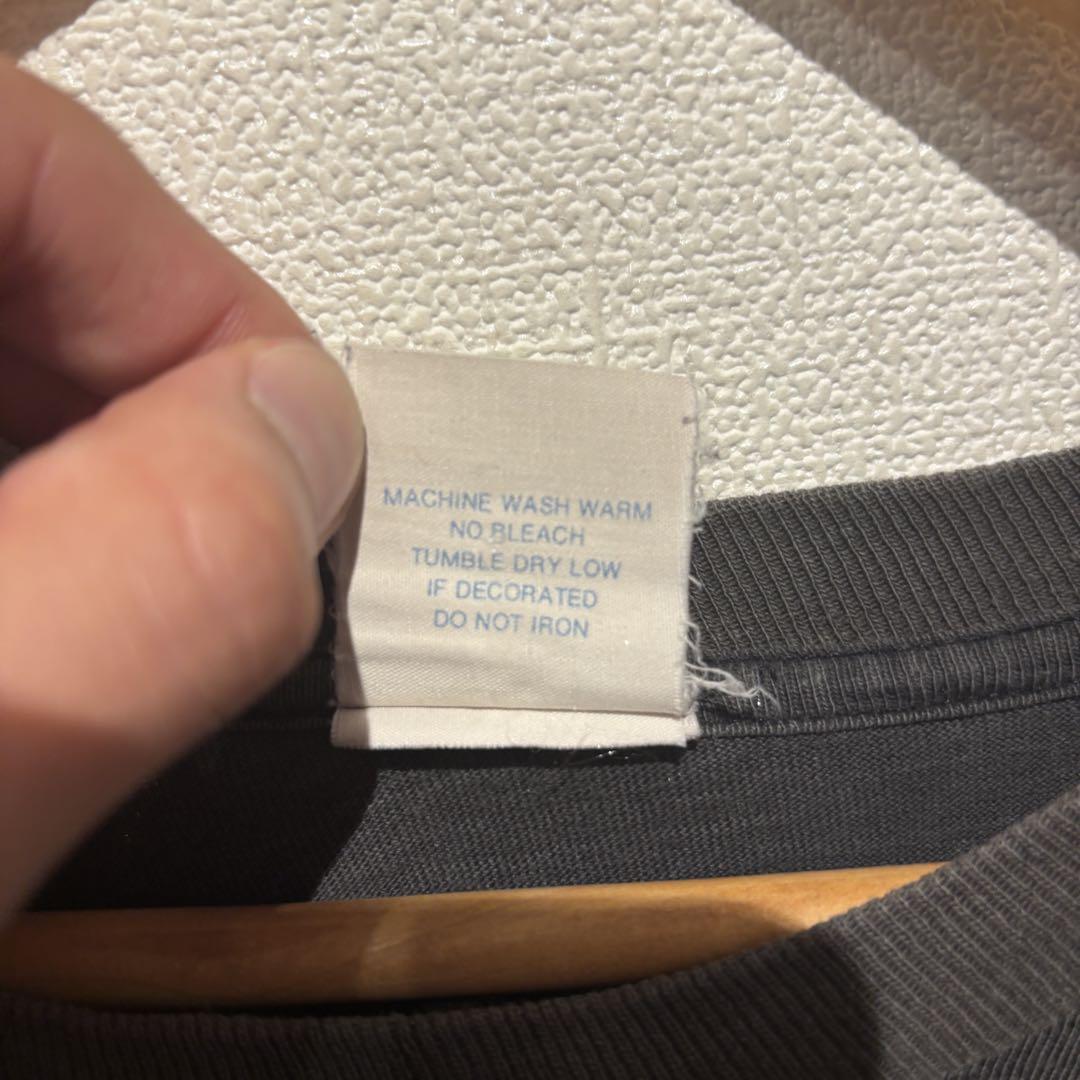 MACHINE WASH WARM
NO BLEACH
TUMBLE DRY LOW
IF DECORATED
DO NOT IRON